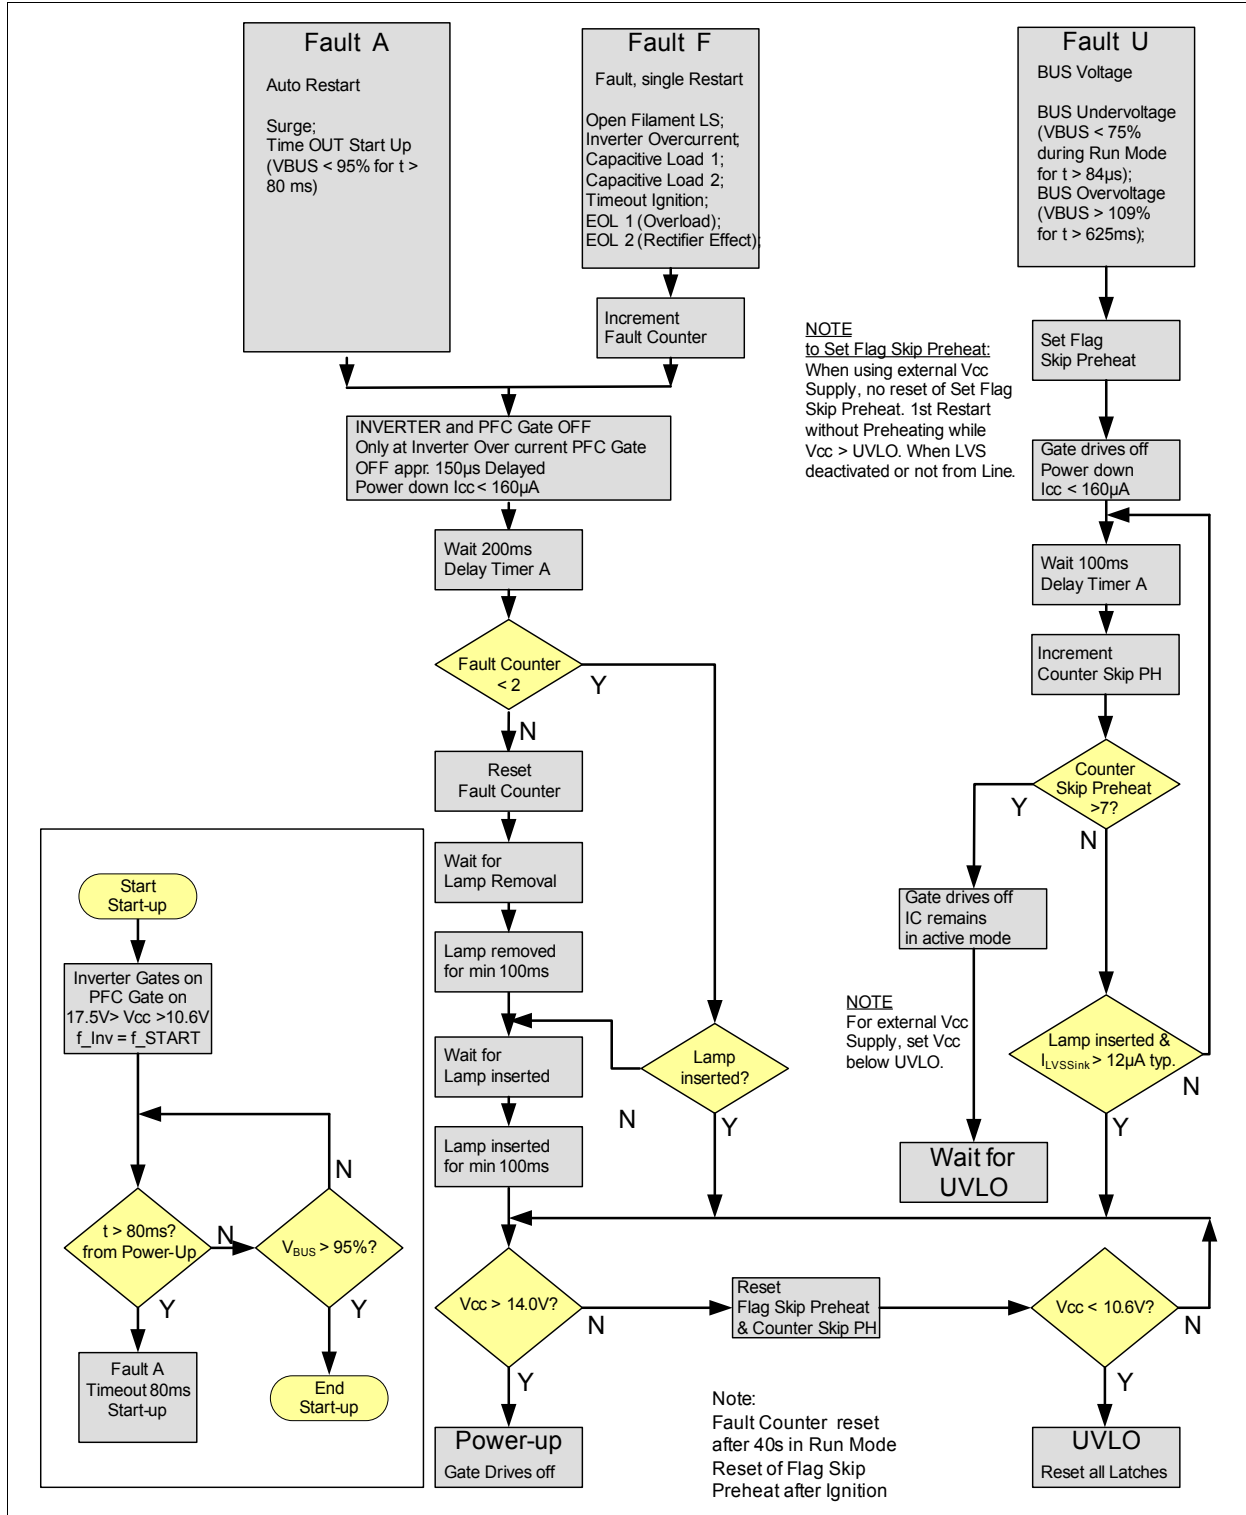 Fault A
Auto Restart
Surge;
Time OUT Start Up
(VBUS < 95% for t >
80 ms)
Fault F
Fault, single Restart
Open Filament LS;
Inverter Overcurrent;
Capacitive Load 1;
Capacitive Load 2;
Timeout Ignition;
EOL 1 (Overload);
EOL 2 (Rectifier Effect);
Fault U
BUS Voltage
BUS Undervoltage
(VBUS < 75%
during Run Mode
for t > 84µs);
BUS Overvoltage
(VBUS > 109%
for t > 625ms);
Increment
Fault Counter
NOTE
to Set Flag Skip Preheat:
When using external Vcc
Supply, no reset of Set Flag
Skip Preheat. 1st Restart
without Preheating while
Vcc > UVLO. When LVS
deactivated or not from Line.
Set Flag
Skip Preheat
INVERTER and PFC Gate OFF
Only at Inverter Over current PFC Gate
OFF appr. 150µs Delayed
Power down Icc < 160µA
Gate drives off
Power down
Icc < 160µA
Wait 200ms
Delay Timer A
Wait 100ms
Delay Timer A
Fault Counter
< 2
Y
N
Increment
Counter Skip PH
Reset
Fault Counter
Counter
Skip Preheat
>7?
Y
N
Wait for
Lamp Removal
Gate drives off
IC remains
in active mode
Lamp removed
for min 100ms
NOTE
For external Vcc
Supply, set Vcc
below UVLO.
Wait for
Lamp inserted
Lamp
inserted?
N
Y
Lamp inserted &
ILVSSink > 12µA typ.
N
Y
Lamp inserted
for min 100ms
Wait for
UVLO
Start
Start-up
Inverter Gates on
PFC Gate on
17.5V> Vcc >10.6V
f_Inv = f_START
N
t > 80ms?
from Power-Up
N
VBUS > 95%?
Y
Y
Fault A
Timeout 80ms
Start-up
End
Start-up
Vcc > 14.0V?
N
Y
Reset
Flag Skip Preheat
& Counter Skip PH
Vcc < 10.6V?
N
Y
Power-up
Gate Drives off
Note:
Fault Counter reset
after 40s in Run Mode
Reset of Flag Skip
Preheat after Ignition
UVLO
Reset all Latches